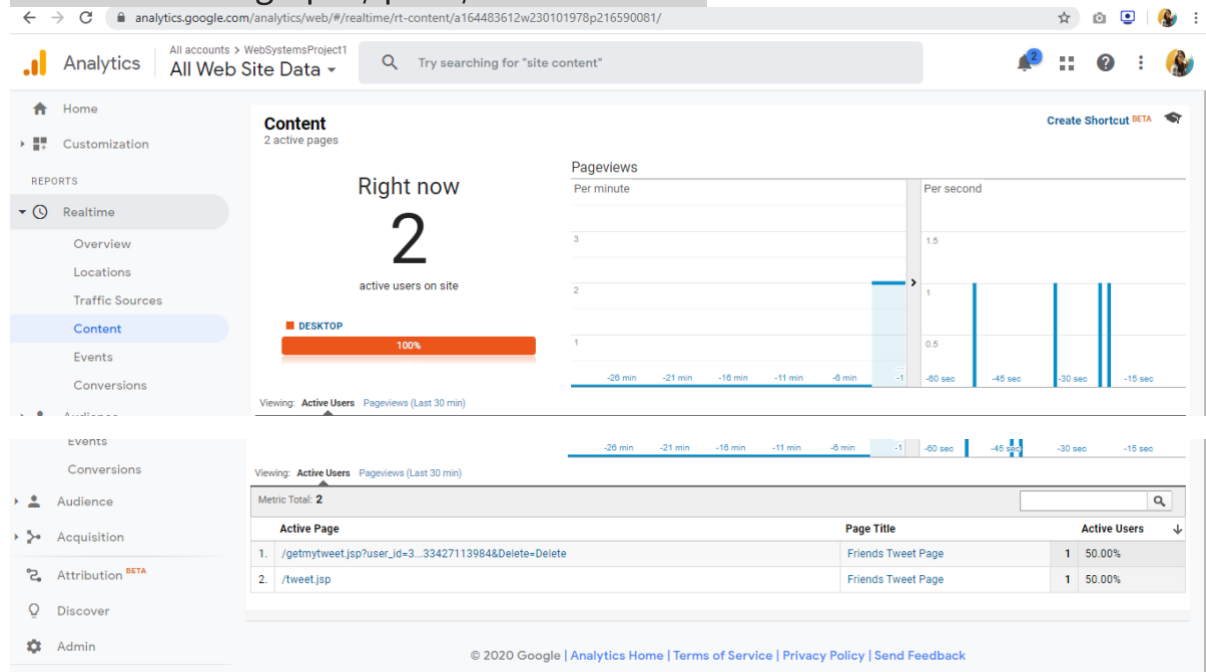 analytics.google.com/analytics/web/#/realtime/rt-content/a164483612w230101978p216590081/
Analytics
All accounts > WebSystemsProject1
All Web Site Data
Try searching for "site content"
2
Home
Customization
REPORTS
Realtime
Overview
Locations
Traffic Sources
Content
Events
Conversions
Content
2 active pages
Create Shortcut BETA
Right now
2
active users on site
DESKTOP
100%
Pageviews
Per minute
Per second
3
2
1
1.5
1
0.5
-26 min -21 min -16 min -11 min -6 min -1
-60 sec -45 sec -30 sec -15 sec
Viewing: Active Users Pageviews (Last 30 min)
Audience
Events
Conversions
Audience
Acquisition
Attribution BETA
Discover
Admin
-26 min -21 min -16 min -11 min -6 min -1
-60 sec -45 sec -30 sec -15 sec
Viewing: Active Users Pageviews (Last 30 min)
Metric Total: 2
Active Page Page Title Active Users
1. /getmytweet.jsp?user_id=3...33427113984&Delete=Delete Friends Tweet Page 1 50.00%
2. /tweet.jsp Friends Tweet Page 1 50.00%
© 2020 Google | Analytics Home | Terms of Service | Privacy Policy | Send Feedback